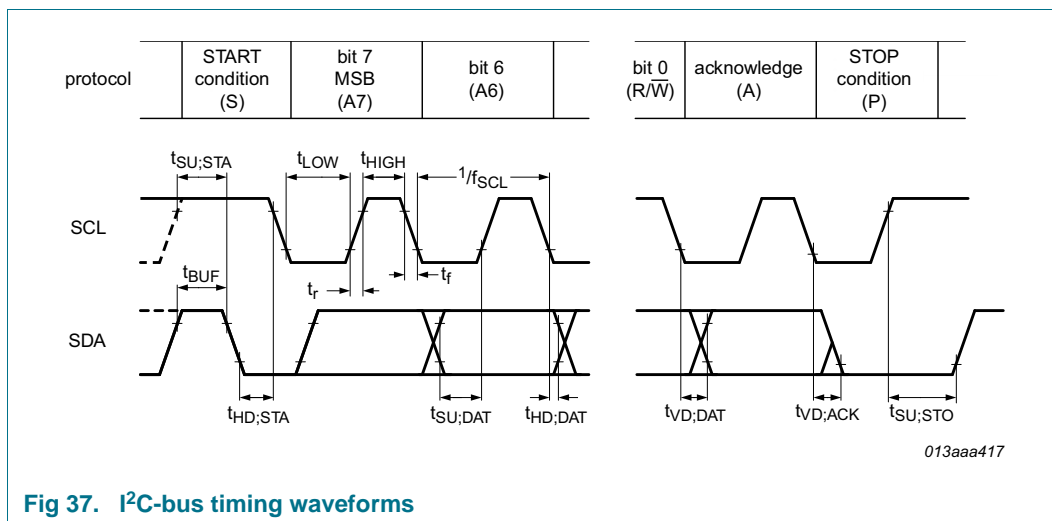 protocol
START
condition
(S)
bit 7
MSB
(A7)
bit 6
(A6)
bit 0
(R/W̅)
acknowledge
(A)
STOP
condition
(P)
tSU;STA
tLOW
tHIGH
1/fSCL
SCL
tBUF
tr
tf
SDA
tHD;STA
tSU;DAT
tHD;DAT
tVD;DAT
tVD;ACK
tSU;STO
013aaa417
Fig 37. I²C-bus timing waveforms